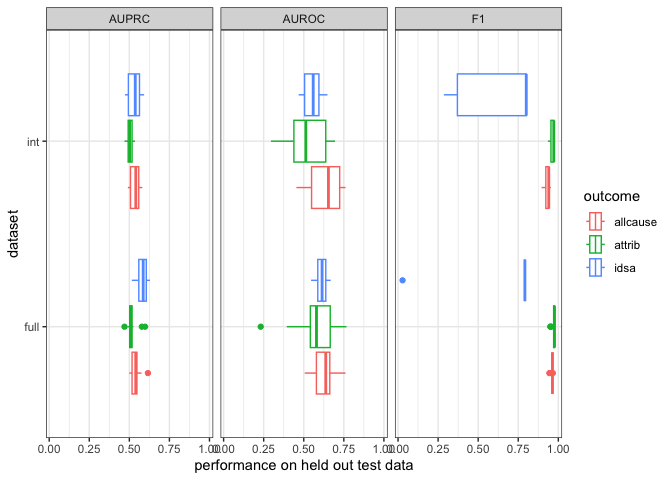 AUPRC AUROC F1
int
full
dataset
0.00 0.25 0.50 0.75 1.00 0.00 0.25 0.50 0.75 1.00 0.00 0.25 0.50 0.75 1.00
performance on held out test data
outcome
allcause
attrib
idsa